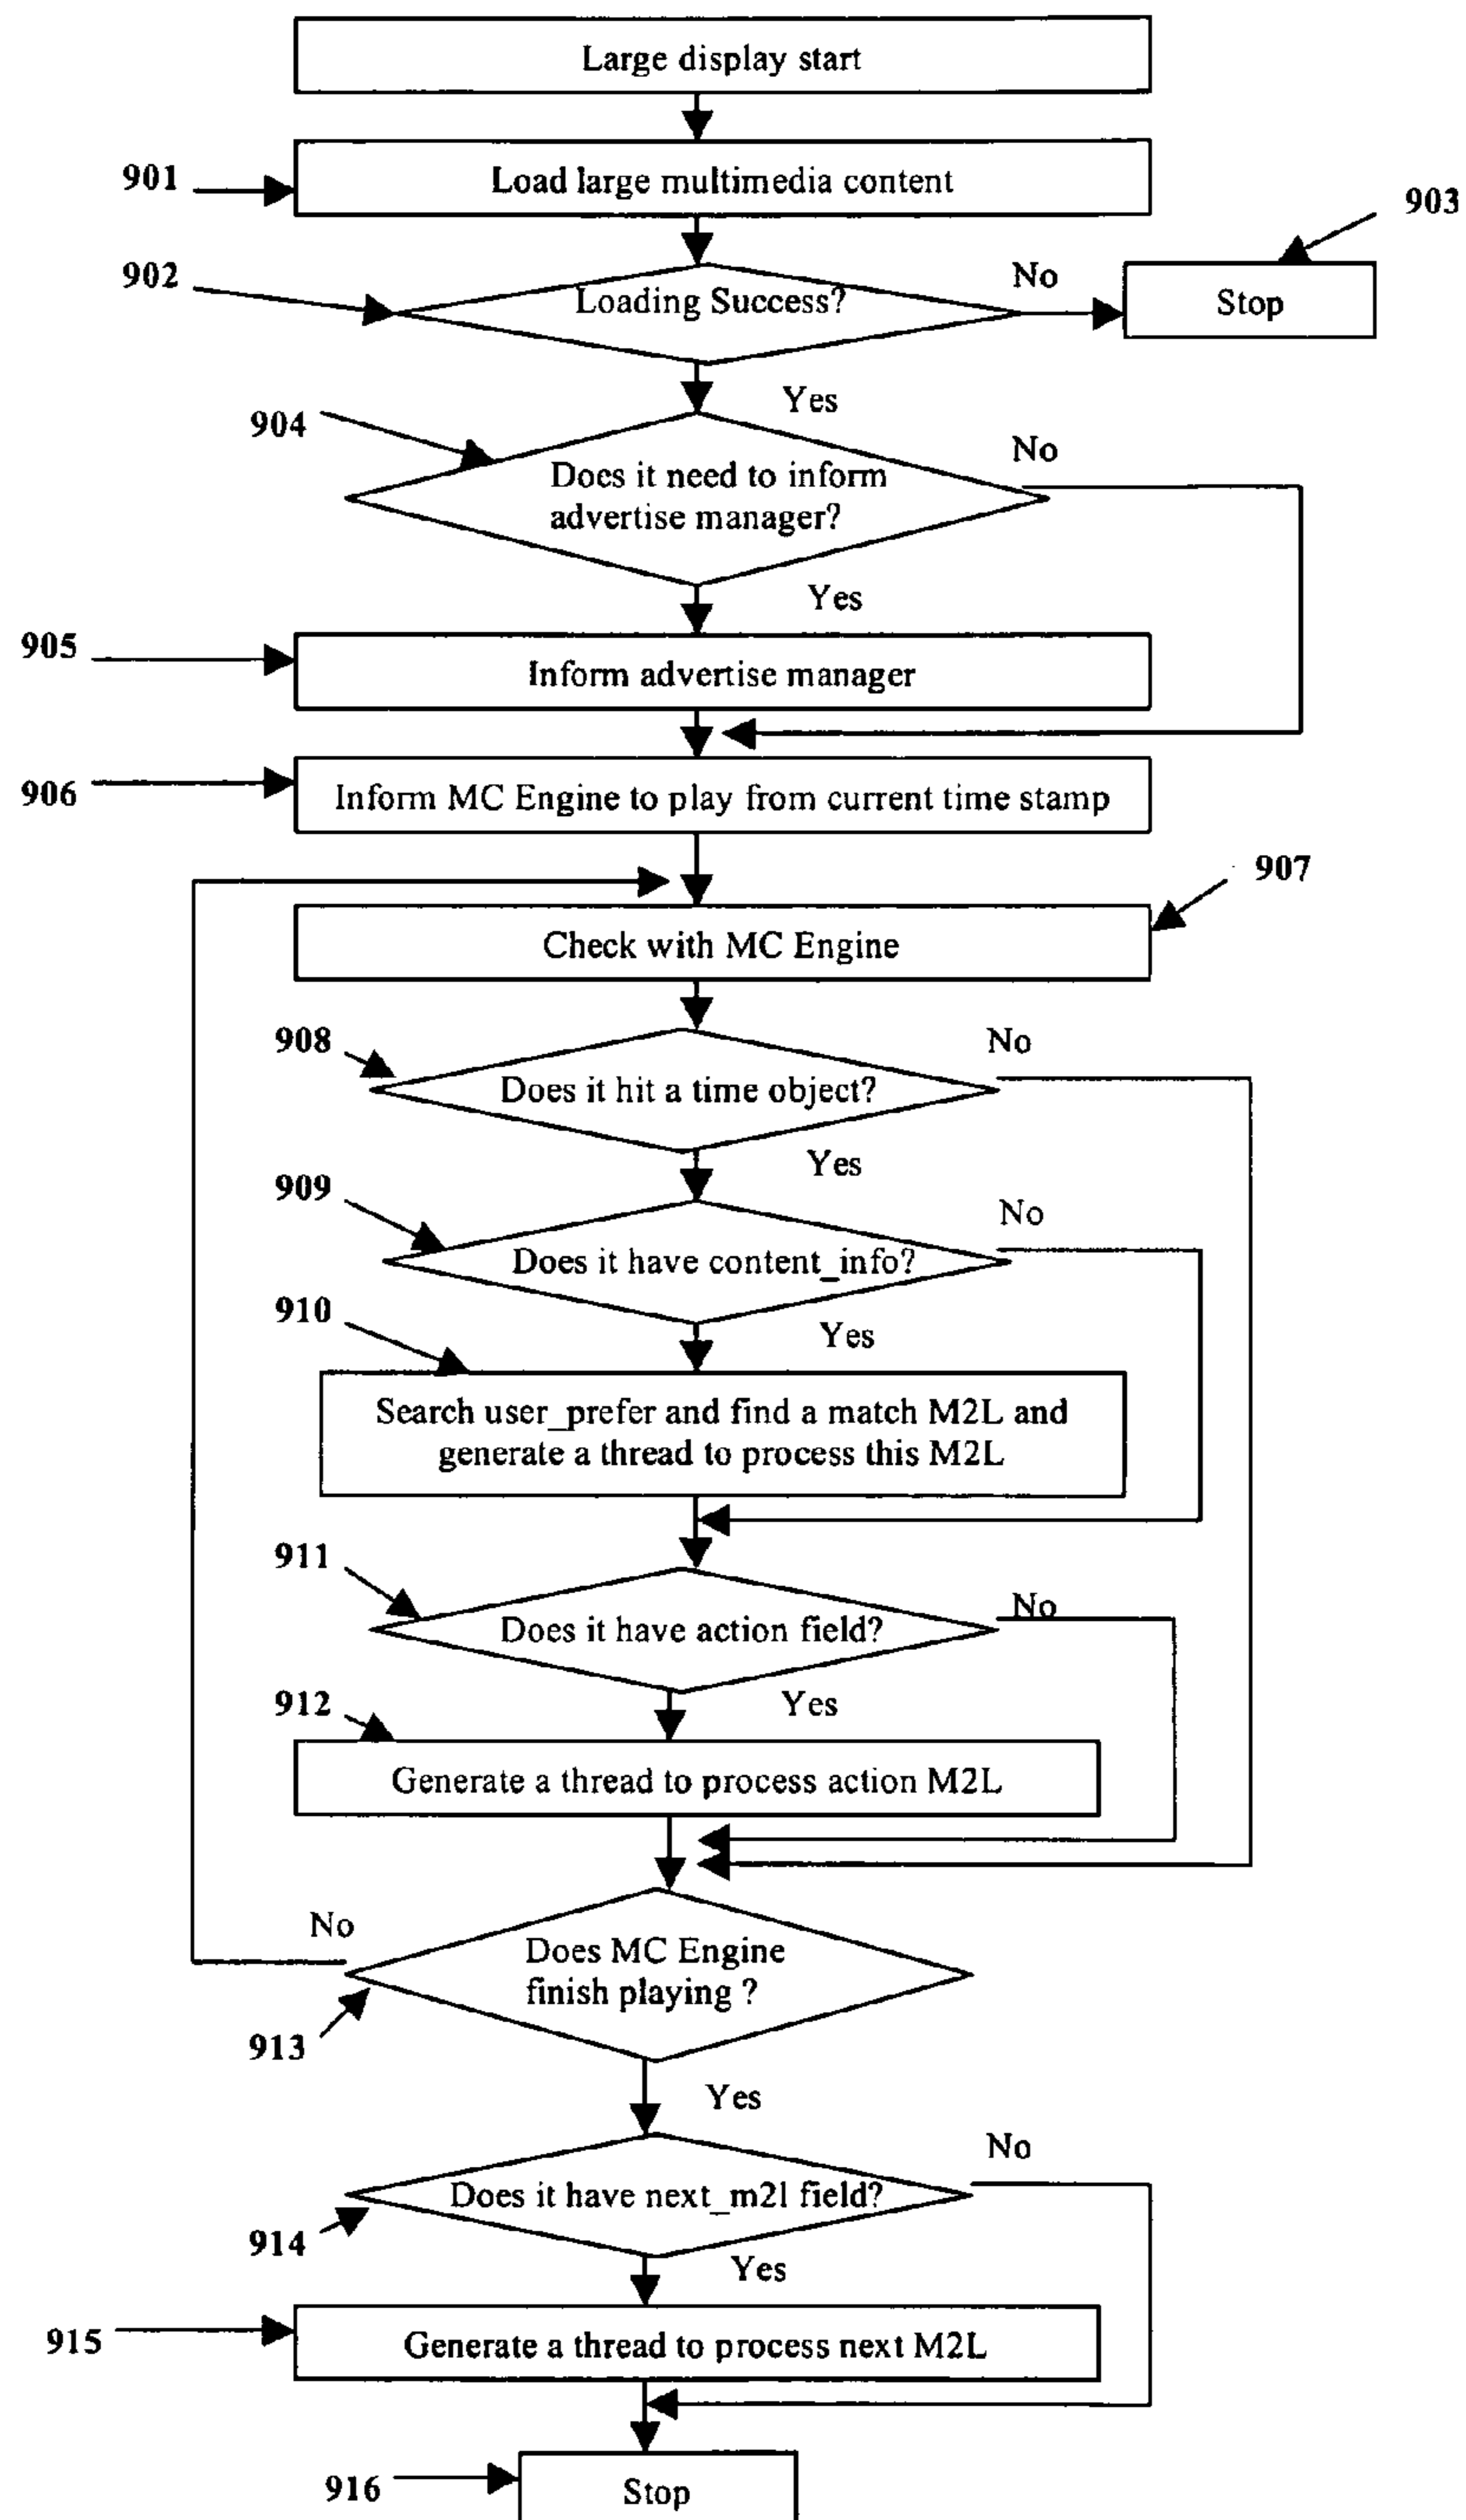 Large display start
901
Load large multimedia content
903
902
Loading Success?
No
Stop
Yes
904
Does it need to inform
advertise manager?
No
Yes
905
Inform advertise manager
906
Inform MC Engine to play from current time stamp
907
Check with MC Engine
908
Does it hit a time object?
No
Yes
909
Does it have content_info?
No
910
Yes
Search user_prefer and find a match M2L and
generate a thread to process this M2L
911
Does it have action field?
No
912
Yes
Generate a thread to process action M2L
No
Does MC Engine
finish playing ?
913
Yes
No
Does it have next_m2l field?
914
Yes
915
Generate a thread to process next M2L
916
Stop